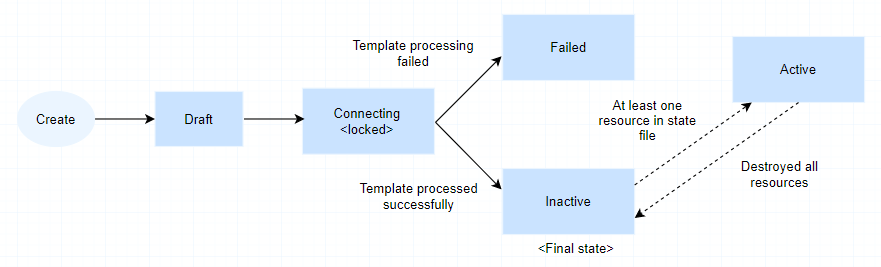 Create
Draft
Connecting
<locked>
Template processing
failed
Failed
Template processed
successfully
Inactive
<Final state>
At least one
resource in state
file
Active
Destroyed all
resources